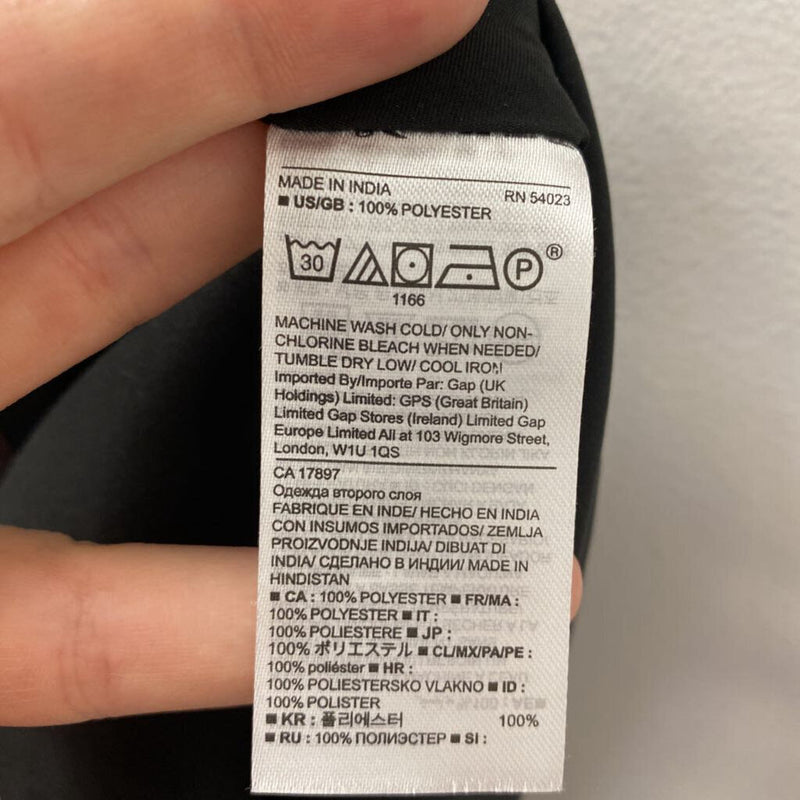 MADE IN INDIA RN 54023
■ US/GB : 100% POLYESTER
30 P ®
1166
MACHINE WASH COLD/ ONLY NON-
CHLORINE BLEACH WHEN NEEDED/
TUMBLE DRY LOW/ COOL IRON
Imported By/Importe Par: Gap (UK
Holdings) Limited: GPS (Great Britain)
Limited Gap Stores (Ireland) Limited Gap
Europe Limited All at 103 Wigmore Street,
London, W1U 1QS
CA 17897
Одежда второго слоя
FABRIQUE EN INDE/ HECHO EN INDIA
CON INSUMOS IMPORTADOS/ ZEMLJA
PROIZVODNJE INDIJA/ DIBUAT DI
INDIA/ СДЕЛАНО В ИНДИИ/ MADE IN
HINDISTAN
■ CA : 100% POLYESTER ■ FR/MA :
100% POLYESTER ■ IT :
100% POLIESTERE ■ JP :
100% ポリエステル ■ CL/MX/PA/PE :
100% poliéster ■ HR :
100% POLIESTERSKO VLAKNO ■ ID :
100% POLISTER
■ KR : 폴리에스터 100%
■ RU : 100% ПОЛИЭСТЕР ■ SI :